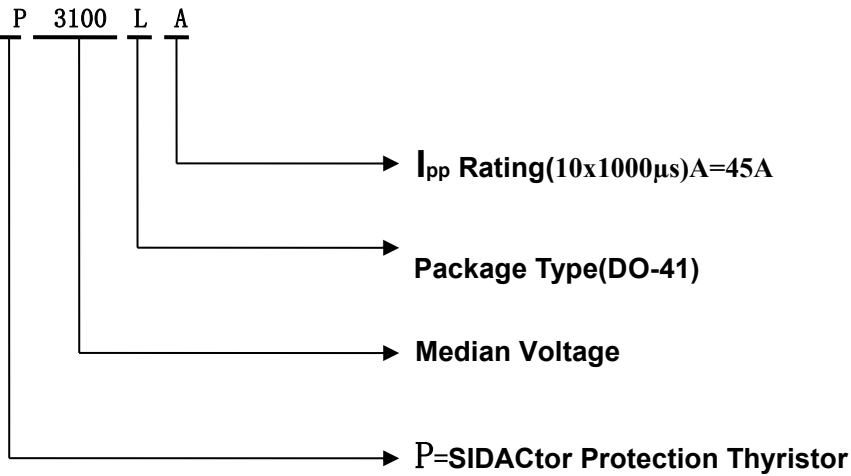 P 3100 L A
Ipp Rating(10x1000μs)A=45A
Package Type(DO-41)
Median Voltage
P=SIDACtor Protection Thyristor